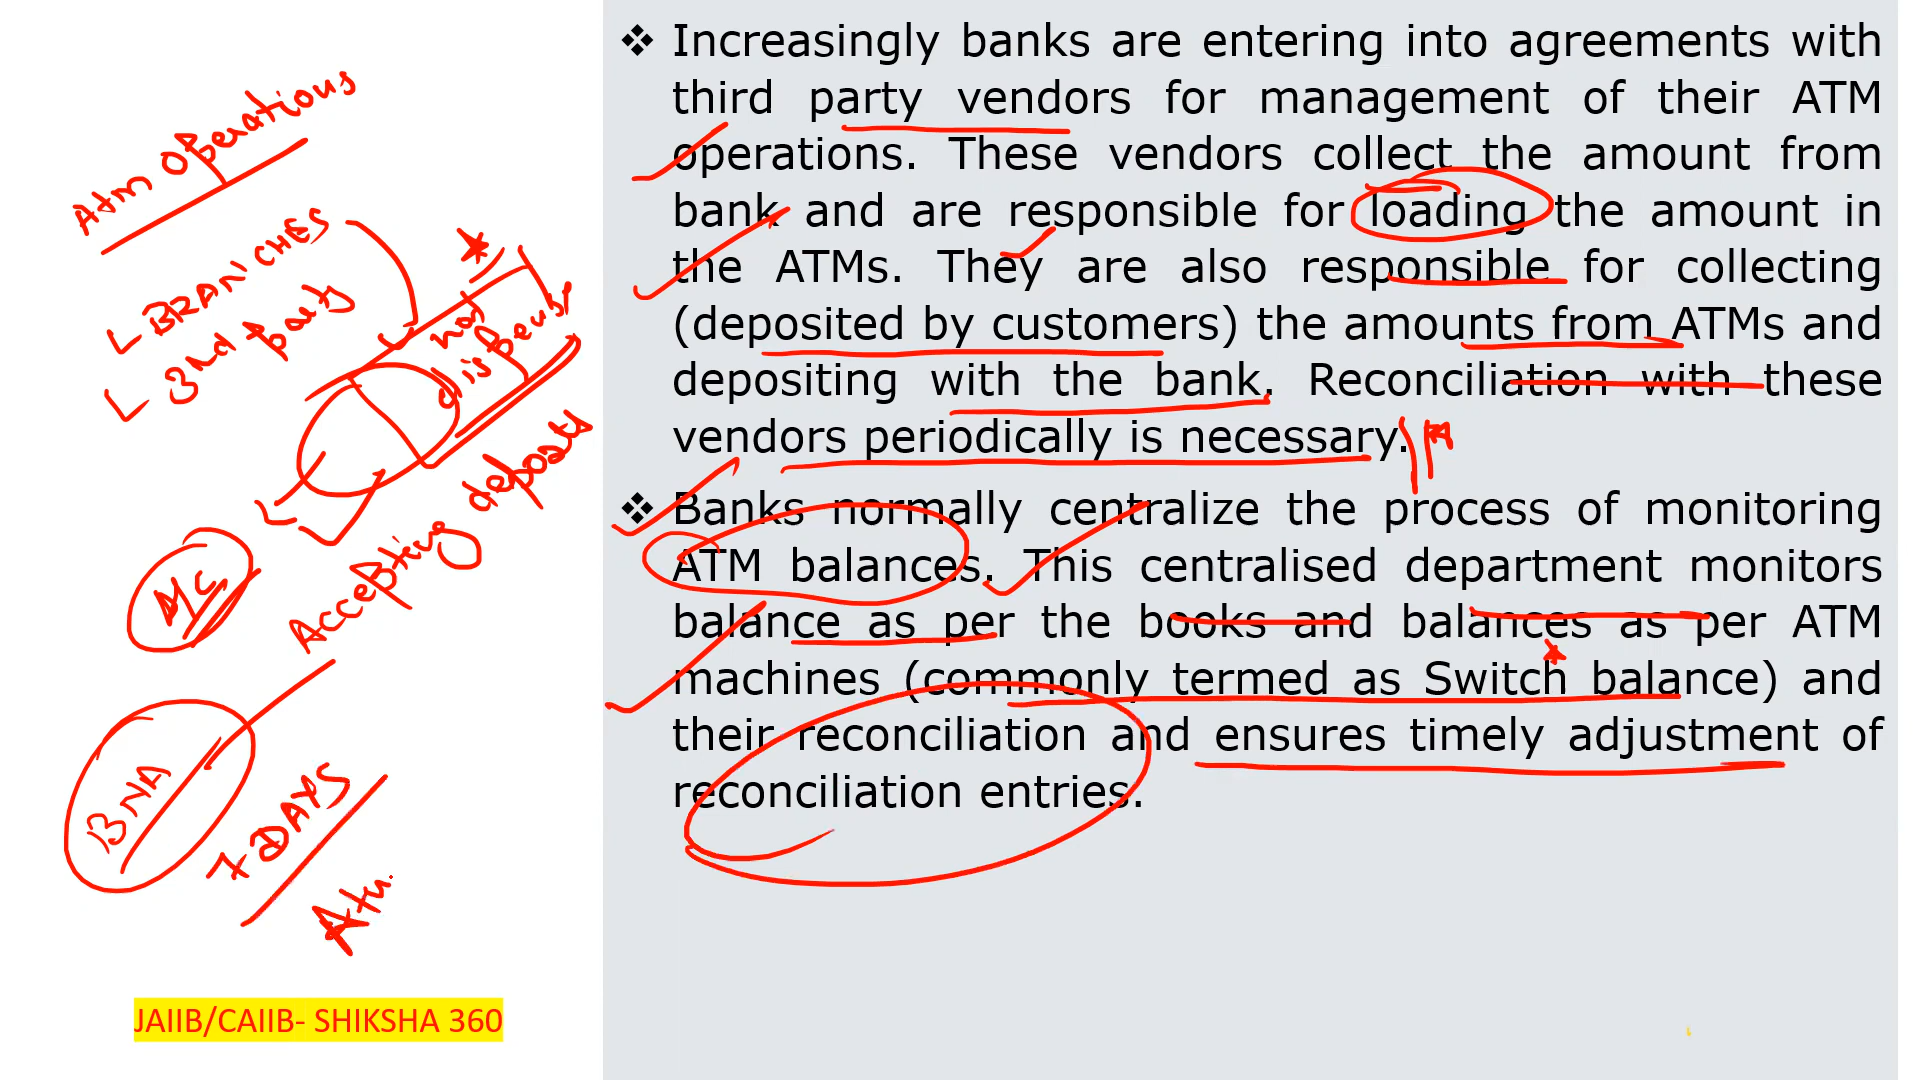 Atm Operations
BRANCHES
3rd party
not
dispens
A/c
Accepting deposits
BNA
7 DAYS
Atm
JAIIB/CAIIB- SHIKSHA 360
❖ Increasingly banks are entering into agreements with
third party vendors for management of their ATM
operations. These vendors collect the amount from
bank and are responsible for loading the amount in
the ATMs. They are also responsible for collecting
(deposited by customers) the amounts from ATMs and
depositing with the bank. Reconciliation with these
vendors periodically is necessary.
❖ Banks normally centralize the process of monitoring
ATM balances. This centralised department monitors
balance as per the books and balances as per ATM
machines (commonly termed as Switch balance) and
their reconciliation and ensures timely adjustment of
reconciliation entries.